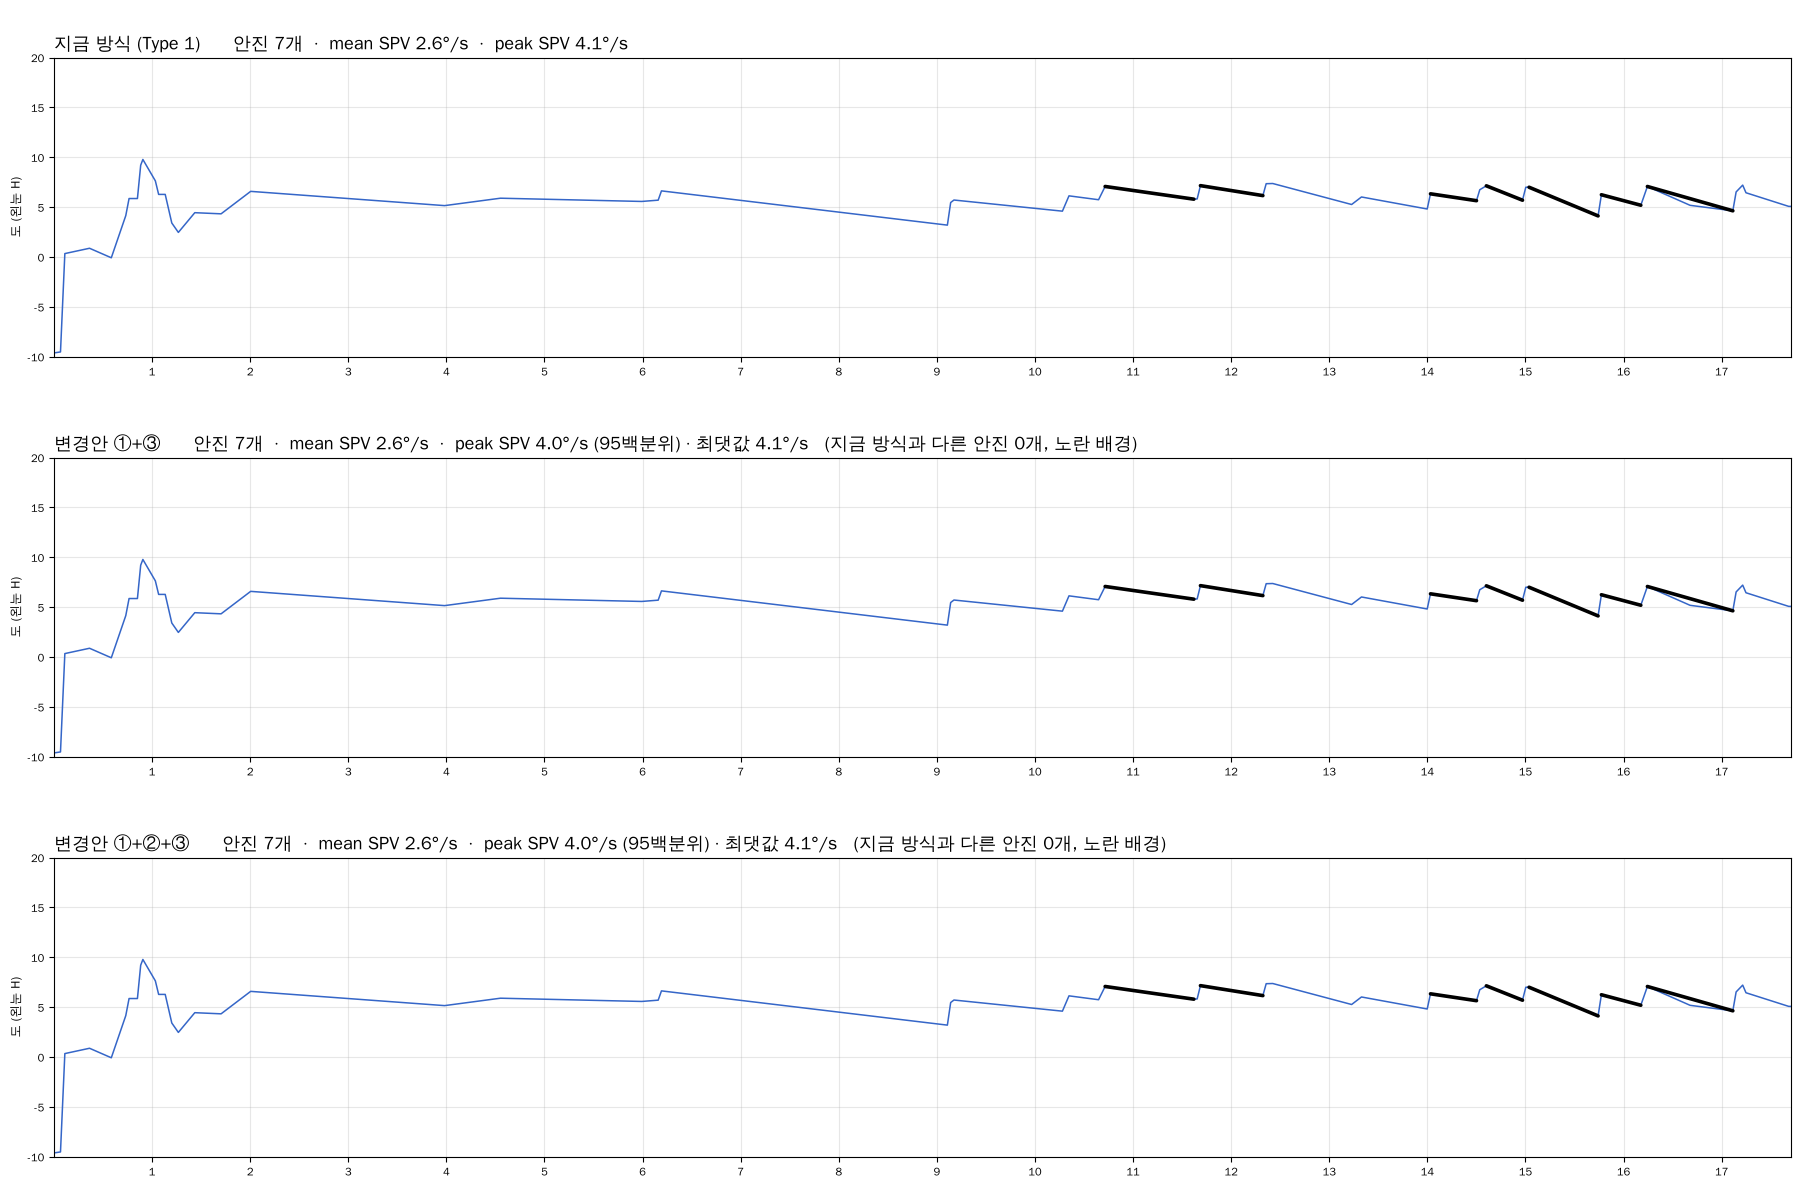 지금 방식 (Type 1) 안진 7개 · mean SPV 2.6°/s · peak SPV 4.1°/s
20
15
10
5
0
-5
-10
도 (왼눈 H)
1 2 3 4 5 6 7 8 9 10 11 12 13 14 15 16 17
변경안 ①+③ 안진 7개 · mean SPV 2.6°/s · peak SPV 4.0°/s (95백분위) · 최댓값 4.1°/s (지금 방식과 다른 안진 0개, 노란 배경)
20
15
10
5
0
-5
-10
도 (왼눈 H)
1 2 3 4 5 6 7 8 9 10 11 12 13 14 15 16 17
변경안 ①+②+③ 안진 7개 · mean SPV 2.6°/s · peak SPV 4.0°/s (95백분위) · 최댓값 4.1°/s (지금 방식과 다른 안진 0개, 노란 배경)
20
15
10
5
0
-5
-10
도 (왼눈 H)
1 2 3 4 5 6 7 8 9 10 11 12 13 14 15 16 17